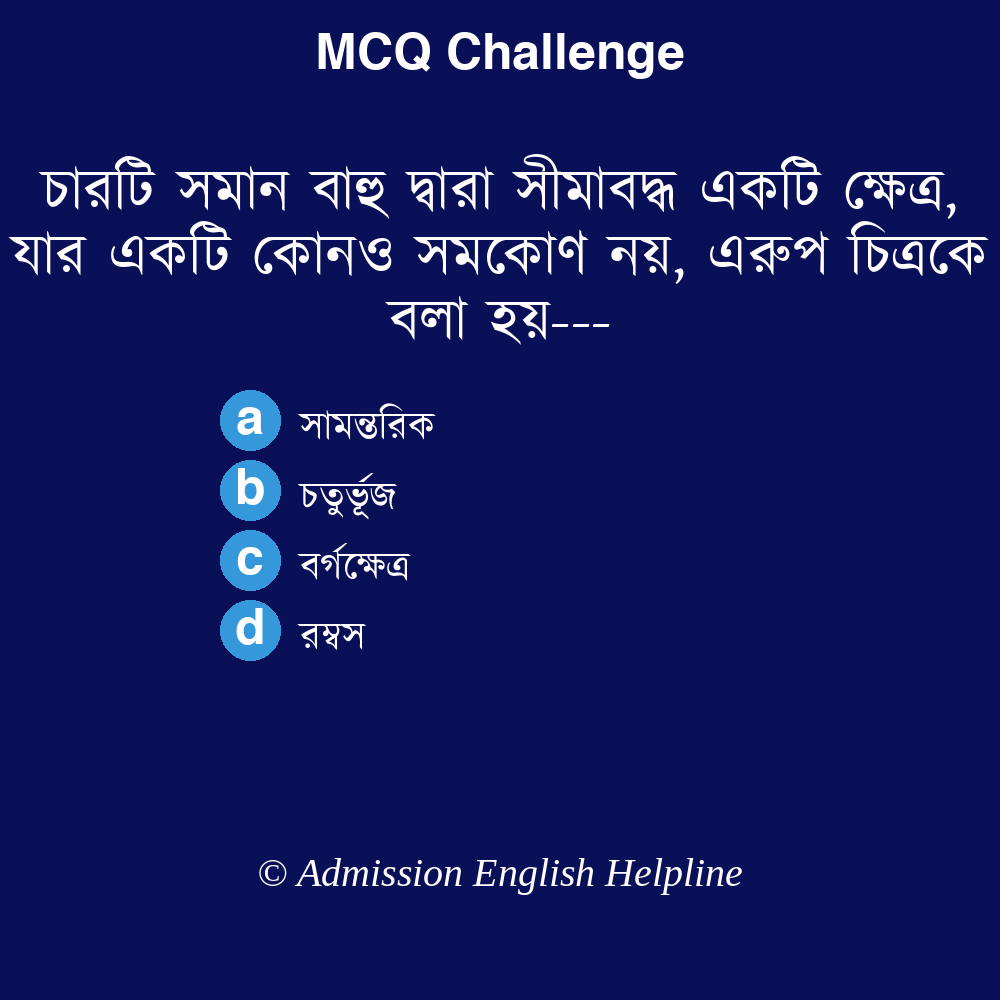 MCQ Challenge
চারটি সমান বাহু দ্বারা সীমাবদ্ধ একটি ক্ষেত্র,
যার একটি কোনও সমকোণ নয়, এরুপ চিত্রকে
বলা হয়---
a সামন্তরিক
b চতুর্ভূজ
c বর্গক্ষেত্র
d রম্বস
© Admission English Helpline